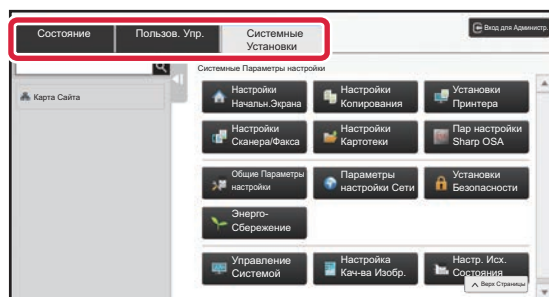 Состояние
Пользов. Упр.
Системные
Установки
Вход для Администр.
Системные Параметры настройки
Карта Сайта
Настройки
Начальн.Экрана
Настройки
Копирования
Установки
Принтера
Настройки
Сканера/Факса
Настройки
Картотеки
Пар настройки
Sharp OSA
Общие Параметры
настройки
Параметры
настройки Сети
Установки
Безопасности
Энерго-
Сбережение
Управление
Системой
Настройка
Кач-ва Изобр.
Настр. Исх.
Состояния
Верх Страницы